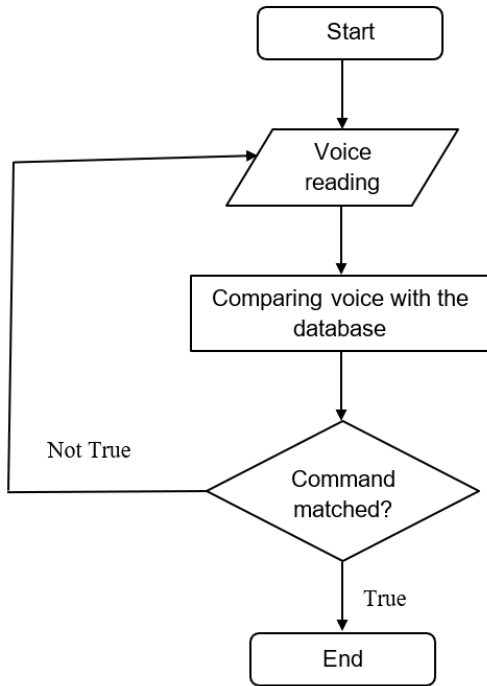 Start
Voice
reading
Comparing voice with the
database
Not True
Command
matched?
True
End